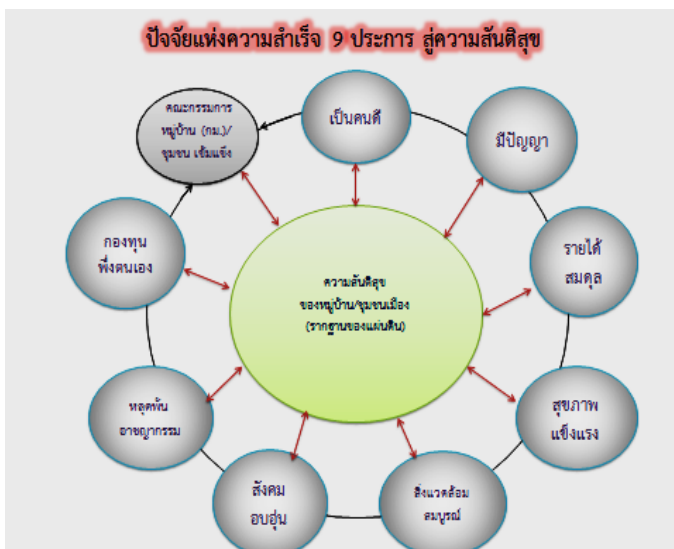 ปัจจัยแห่งความสำเร็จ 9 ประการ สู่ความสันติสุข
คณะกรรมการ
หมู่บ้าน (กม.)/
ชุมชน เข้มแข็ง
เป็นคนดี
มีปัญญา
รายได้
สมดุล
สุขภาพ
แข็งแรง
สิ่งแวดล้อม
สมบูรณ์
สังคม
อบอุ่น
หลุดพ้น
อาชญากรรม
กองทุน
พึ่งตนเอง
ความสันติสุข
ของหมู่บ้าน/ชุมชนเมือง
(รากฐานของแผ่นดิน)